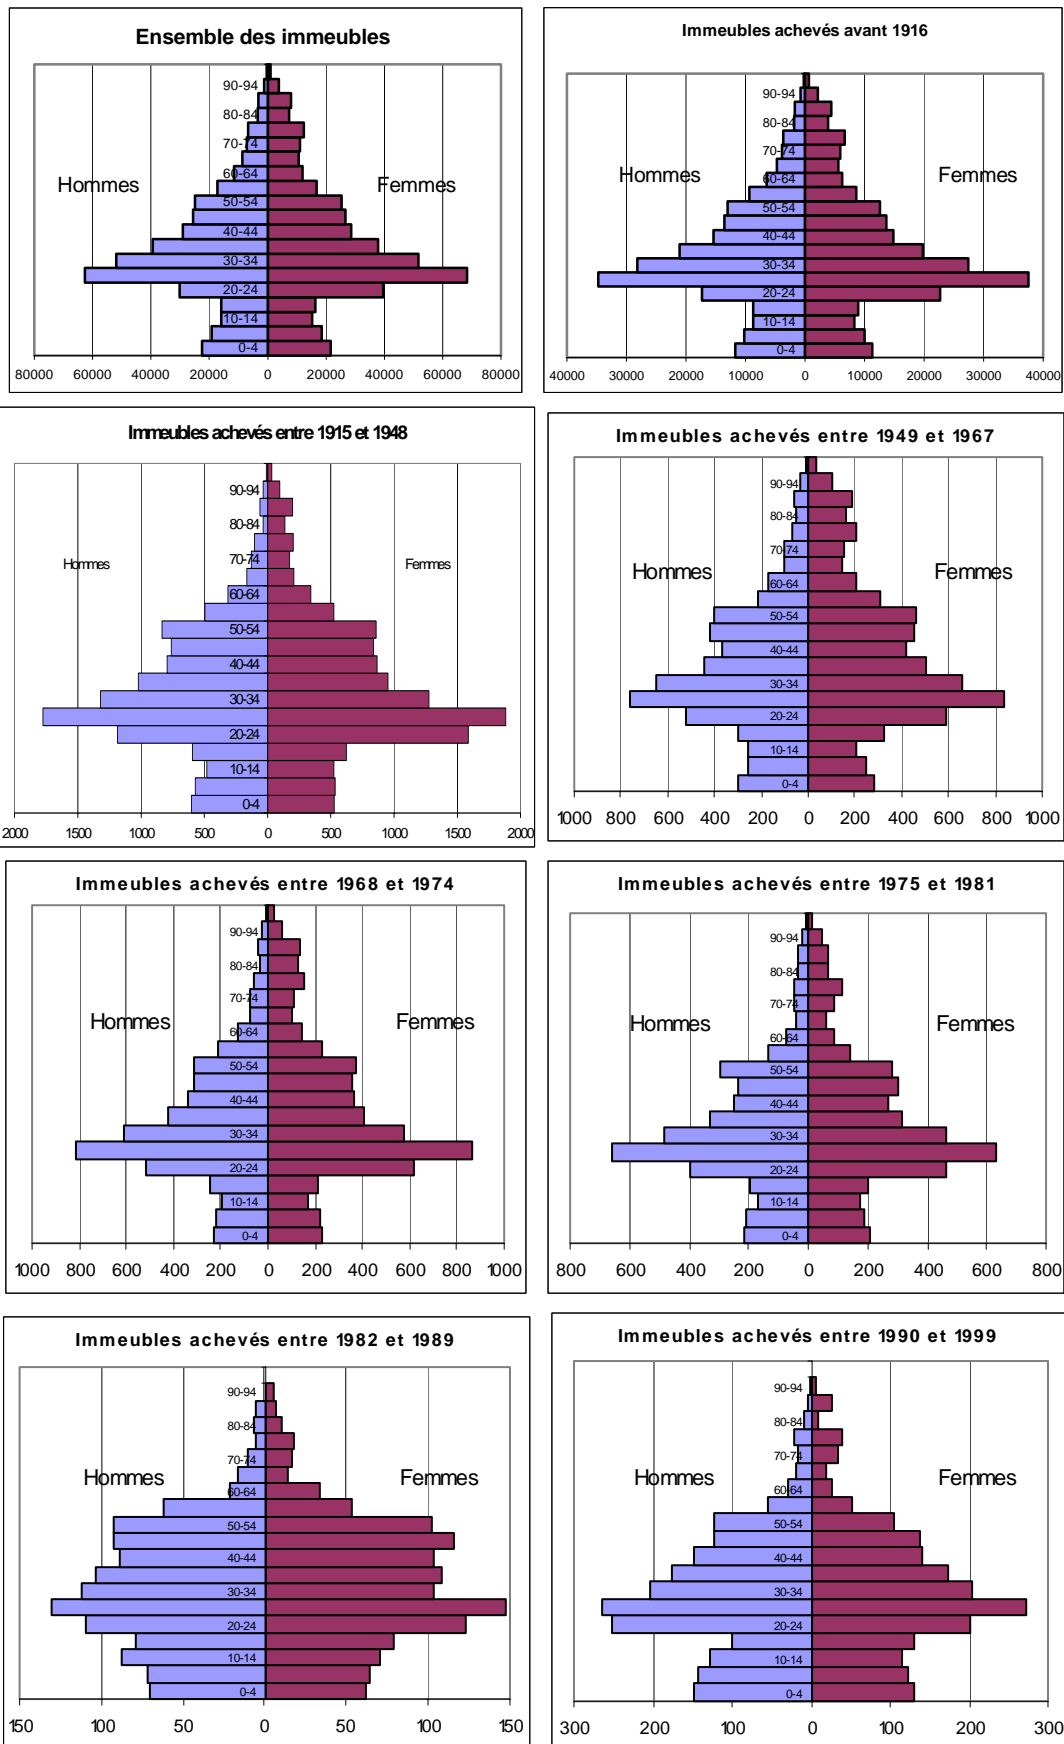 Ensemble des immeubles
90-94
80-84
70-74
60-64
50-54
40-44
30-34
20-24
10-14
0-4
Hommes
Femmes
80000 60000 40000 20000 0 20000 40000 60000 80000
Immeubles achevés avant 1916
90-94
80-84
70-74
60-64
50-54
40-44
30-34
20-24
10-14
0-4
Hommes
Femmes
40000 30000 20000 10000 0 10000 20000 30000 40000
Immeubles achevés entre 1915 et 1948
90-94
80-84
70-74
60-64
50-54
40-44
30-34
20-24
10-14
0-4
Hommes
Femmes
2000 1500 1000 500 0 500 1000 1500 2000
Immeubles achevés entre 1949 et 1967
90-94
80-84
70-74
60-64
50-54
40-44
30-34
20-24
10-14
0-4
Hommes
Femmes
1000 800 600 400 200 0 200 400 600 800 1000
Immeubles achevés entre 1968 et 1974
90-94
80-84
70-74
60-64
50-54
40-44
30-34
20-24
10-14
0-4
Hommes
Femmes
1000 800 600 400 200 0 200 400 600 800 1000
Immeubles achevés entre 1975 et 1981
90-94
80-84
70-74
60-64
50-54
40-44
30-34
20-24
10-14
0-4
Hommes
Femmes
800 600 400 200 0 200 400 600 800
Immeubles achevés entre 1982 et 1989
90-94
80-84
70-74
60-64
50-54
40-44
30-34
20-24
10-14
0-4
Hommes
Femmes
150 100 50 0 50 100 150
Immeubles achevés entre 1990 et 1999
90-94
80-84
70-74
60-64
50-54
40-44
30-34
20-24
10-14
0-4
Hommes
Femmes
300 200 100 0 100 200 300